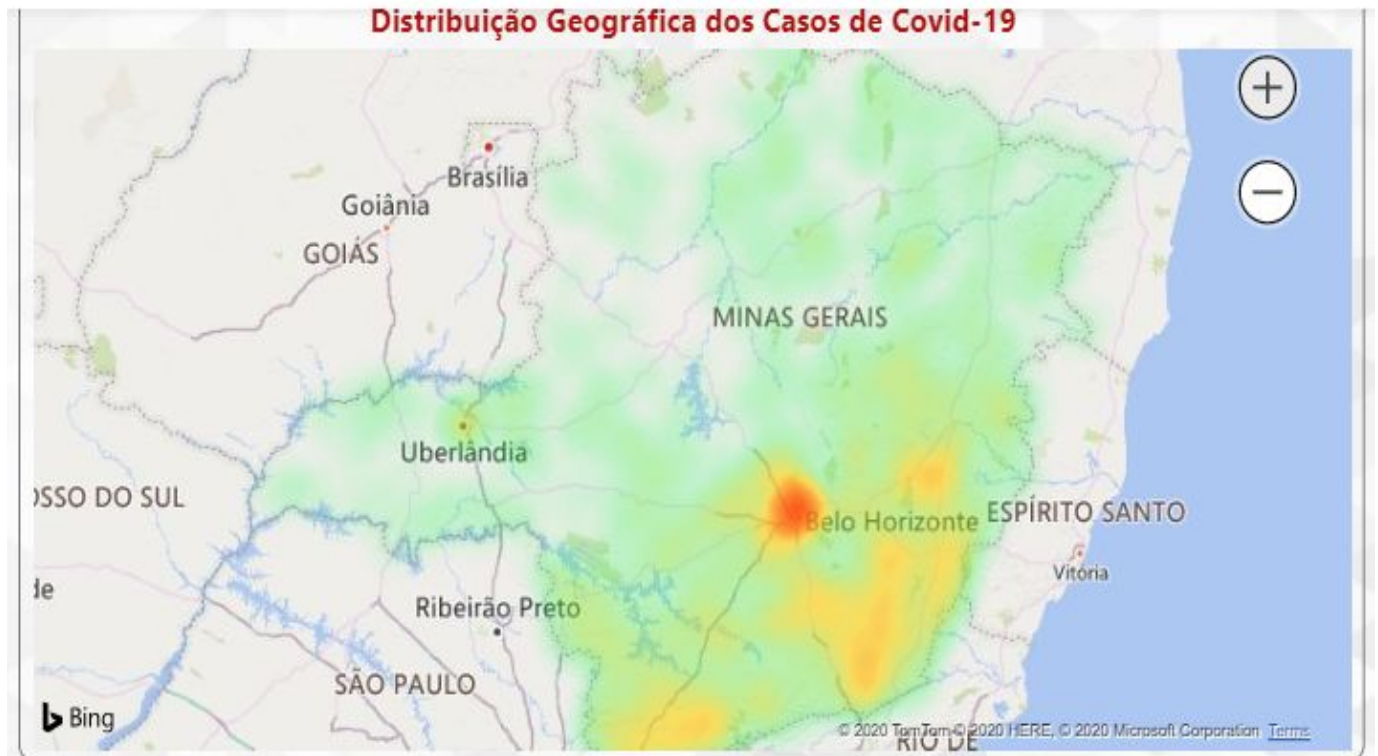 Distribuição Geográfica dos Casos de Covid-19
Brasília
Goiânia
GOIÁS
MINAS GERAIS
Uberlândia
OSSO DO SUL
Belo Horizonte
ESPÍRITO SANTO
Vitória
de
Ribeirão Preto
SÃO PAULO
Bing
© 2020 TomTom © 2020 HERE, © 2020 Microsoft Corporation Terms
RIO DE